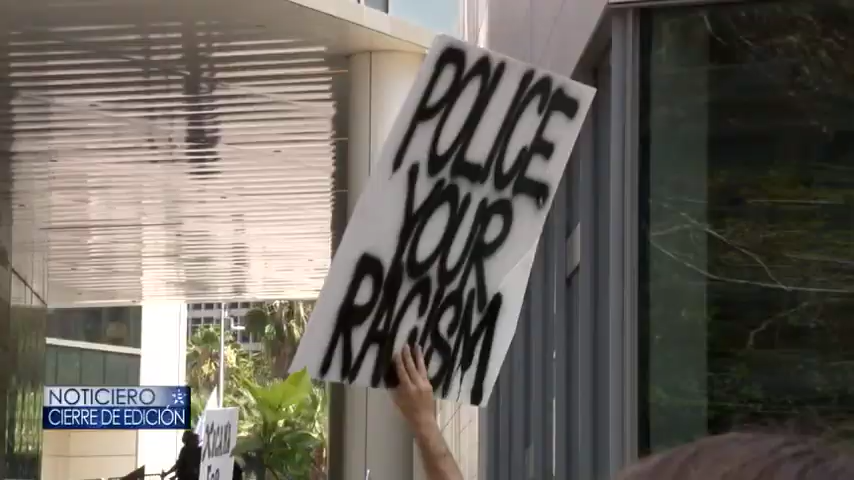 POLICE
YOUR
RACISM
NOTICIERO
CIERRE DE EDICIÓN